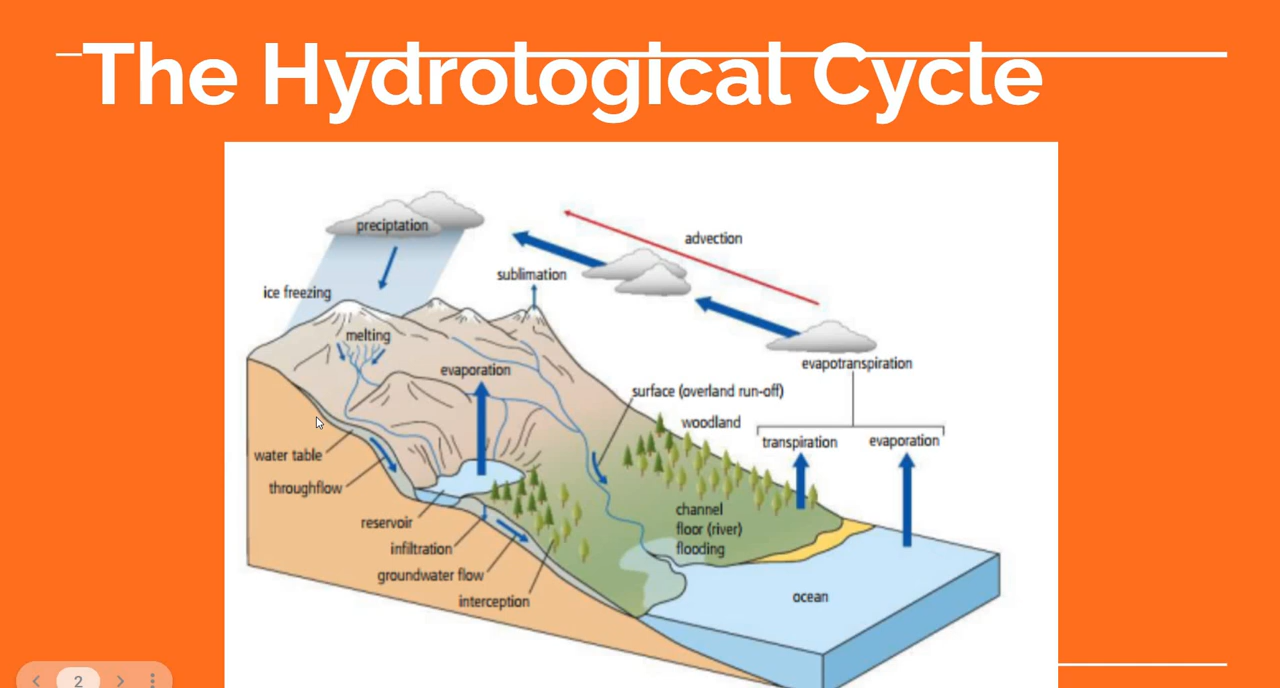 The Hydrological Cycle
preciptation
advection
sublimation
ice freezing
melting
evapotranspiration
evaporation
surface (overland run-off)
woodland
transpiration
evaporation
water table
throughflow
channel
floor (river)
flooding
reservoir
infiltration
groundwater flow
interception
ocean
2